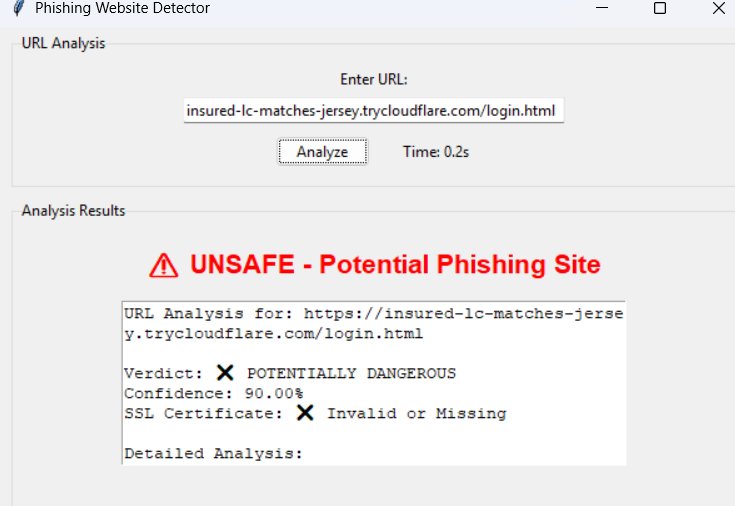 Phishing Website Detector
URL Analysis
Enter URL:
insured-lc-matches-jersey.trycloudflare.com/login.html
Analyze Time: 0.2s
Analysis Results
⚠ UNSAFE - Potential Phishing Site
URL Analysis for: https://insured-lc-matches-jerse
y.trycloudflare.com/login.html
Verdict: ❌ POTENTIALLY DANGEROUS
Confidence: 90.00%
SSL Certificate: ❌ Invalid or Missing
Detailed Analysis: